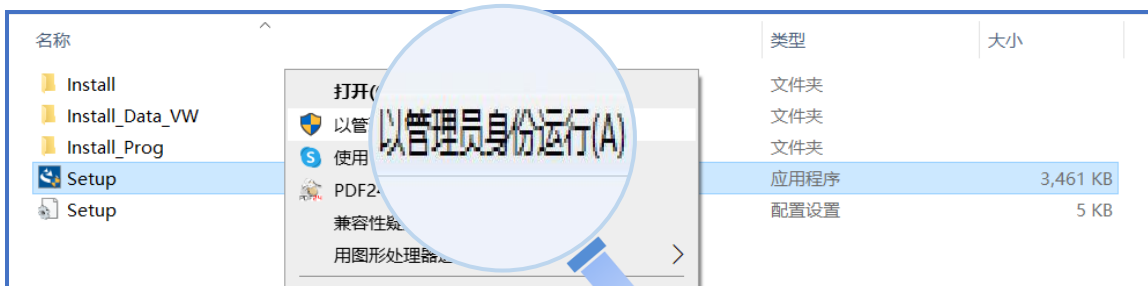 名称 类型 大小
Install 文件夹
Install_Data_VW 文件夹
Install_Prog 文件夹
Setup 应用程序 3,461 KB
Setup 配置设置 5 KB
打开(
以管
以管理员身份运行(A)
使用
PDF24
兼容性疑
用图形处理器